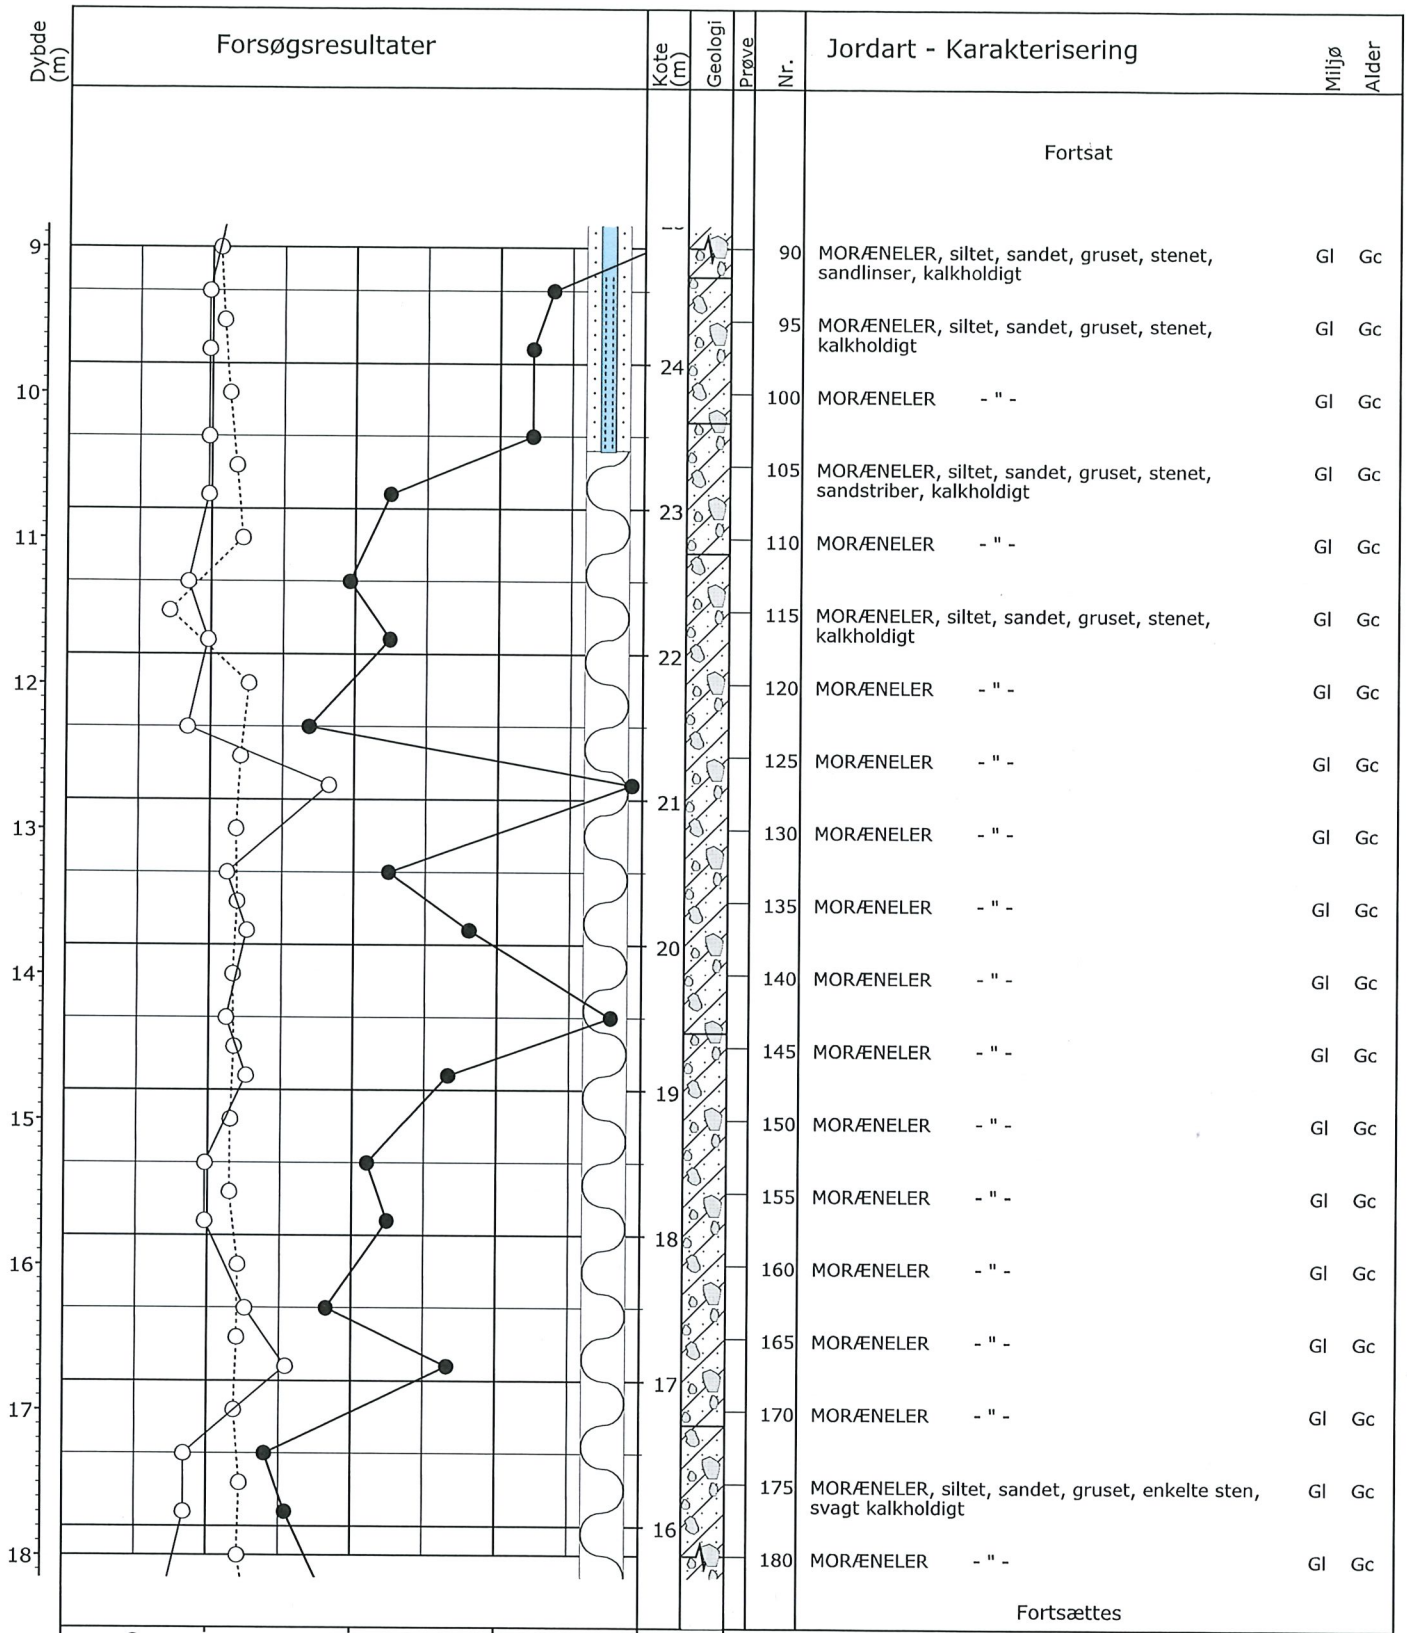 Dybde (m)
Forsøgsresultater
Kote (m)
Geologi
Prøve
Nr.
Jordart - Karakterisering
Miljø
Alder
Fortsat
9
90 MORÆNELER, siltet, sandet, gruset, stenet, Gl Gc
sandlinser, kalkholdigt
95 MORÆNELER, siltet, sandet, gruset, stenet, Gl Gc
kalkholdigt
24
10
100 MORÆNELER - " - Gl Gc
105 MORÆNELER, siltet, sandet, gruset, stenet, Gl Gc
sandstriber, kalkholdigt
23
11
110 MORÆNELER - " - Gl Gc
115 MORÆNELER, siltet, sandet, gruset, stenet, Gl Gc
kalkholdigt
22
12
120 MORÆNELER - " - Gl Gc
125 MORÆNELER - " - Gl Gc
21
13
130 MORÆNELER - " - Gl Gc
135 MORÆNELER - " - Gl Gc
20
14
140 MORÆNELER - " - Gl Gc
145 MORÆNELER - " - Gl Gc
19
15
150 MORÆNELER - " - Gl Gc
155 MORÆNELER - " - Gl Gc
18
16
160 MORÆNELER - " - Gl Gc
165 MORÆNELER - " - Gl Gc
17
17
170 MORÆNELER - " - Gl Gc
175 MORÆNELER, siltet, sandet, gruset, enkelte sten, Gl Gc
svagt kalkholdigt
16
18
180 MORÆNELER - " - Gl Gc
Fortsættes